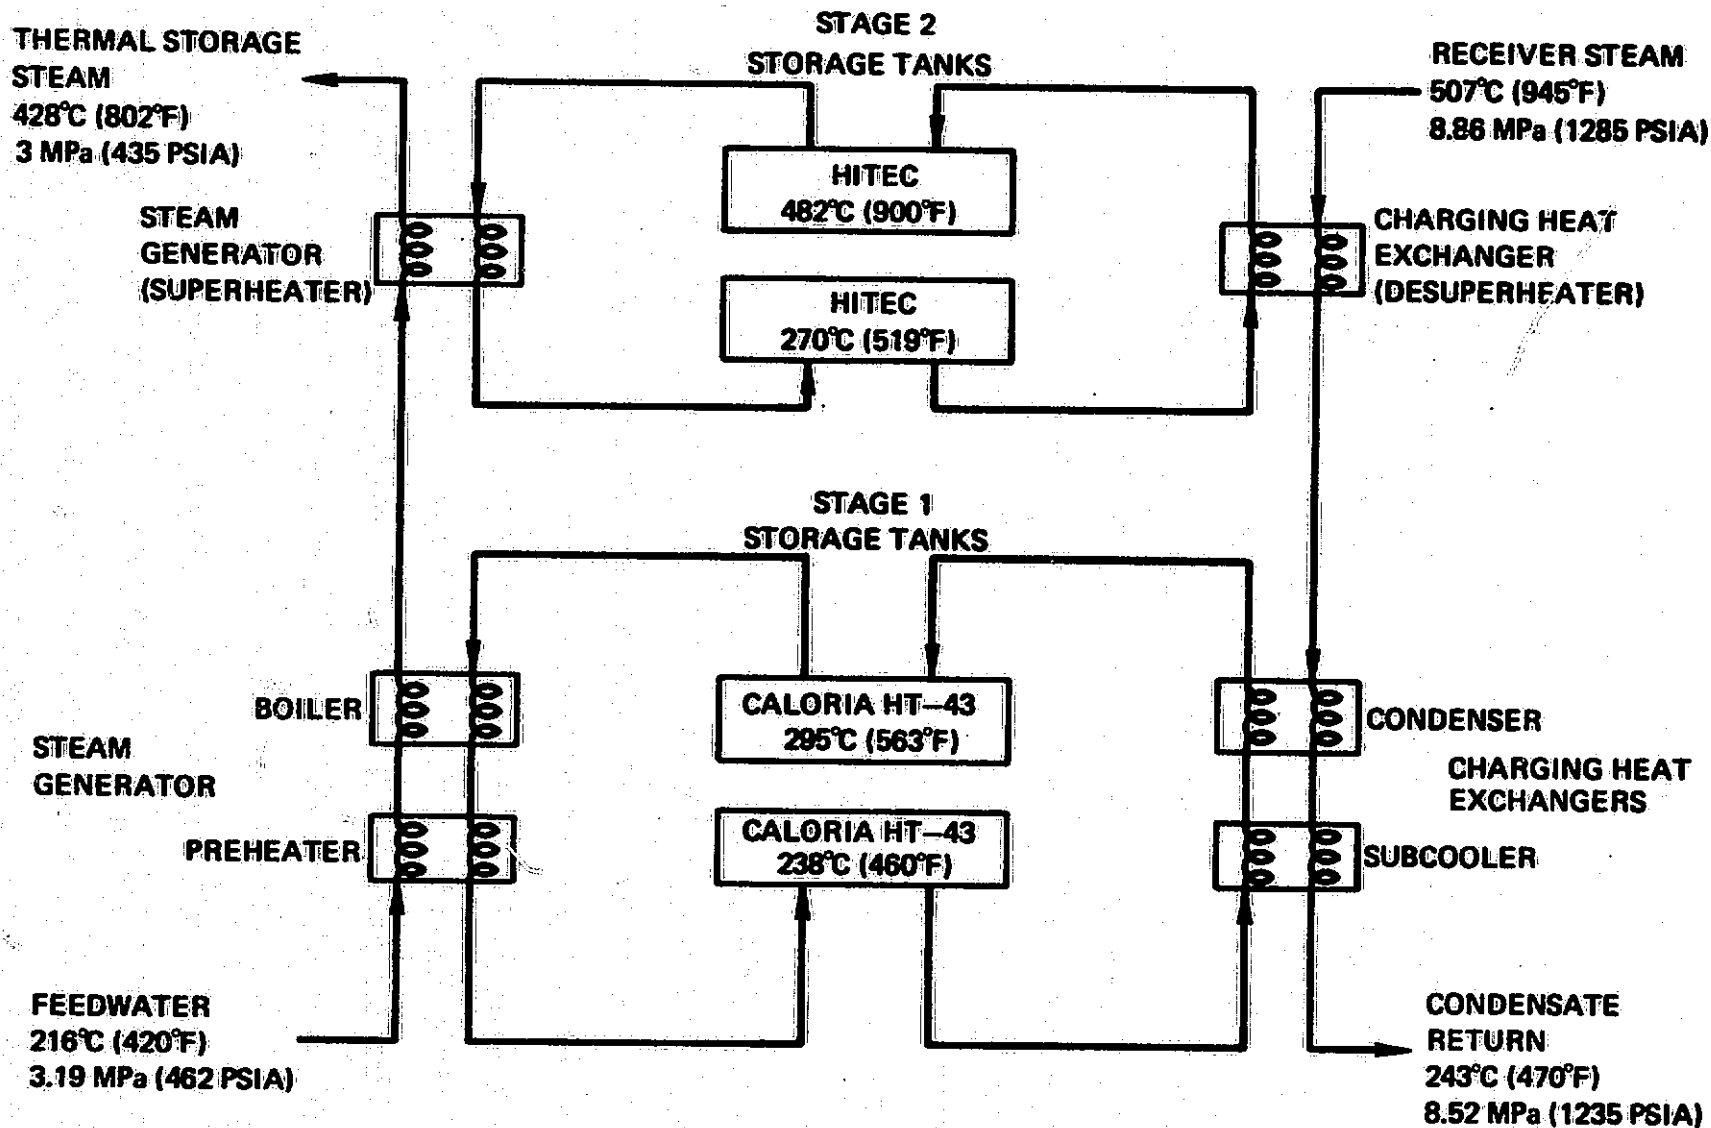 STAGE 2
STORAGE TANKS
THERMAL STORAGE
STEAM
428°C (802°F)
3 MPa (435 PSIA)
RECEIVER STEAM
507°C (945°F)
8.86 MPa (1285 PSIA)
HITEC
482°C (900°F)
STEAM
GENERATOR
(SUPERHEATER)
CHARGING HEAT
EXCHANGER
(DESUPERHEATER)
HITEC
270°C (519°F)
STAGE 1
STORAGE TANKS
BOILER
CALORIA HT-43
295°C (563°F)
CONDENSER
STEAM
GENERATOR
CHARGING HEAT
EXCHANGERS
PREHEATER
CALORIA HT-43
238°C (460°F)
SUBCOOLER
FEEDWATER
216°C (420°F)
3.19 MPa (462 PSIA)
CONDENSATE
RETURN
243°C (470°F)
8.52 MPa (1235 PSIA)